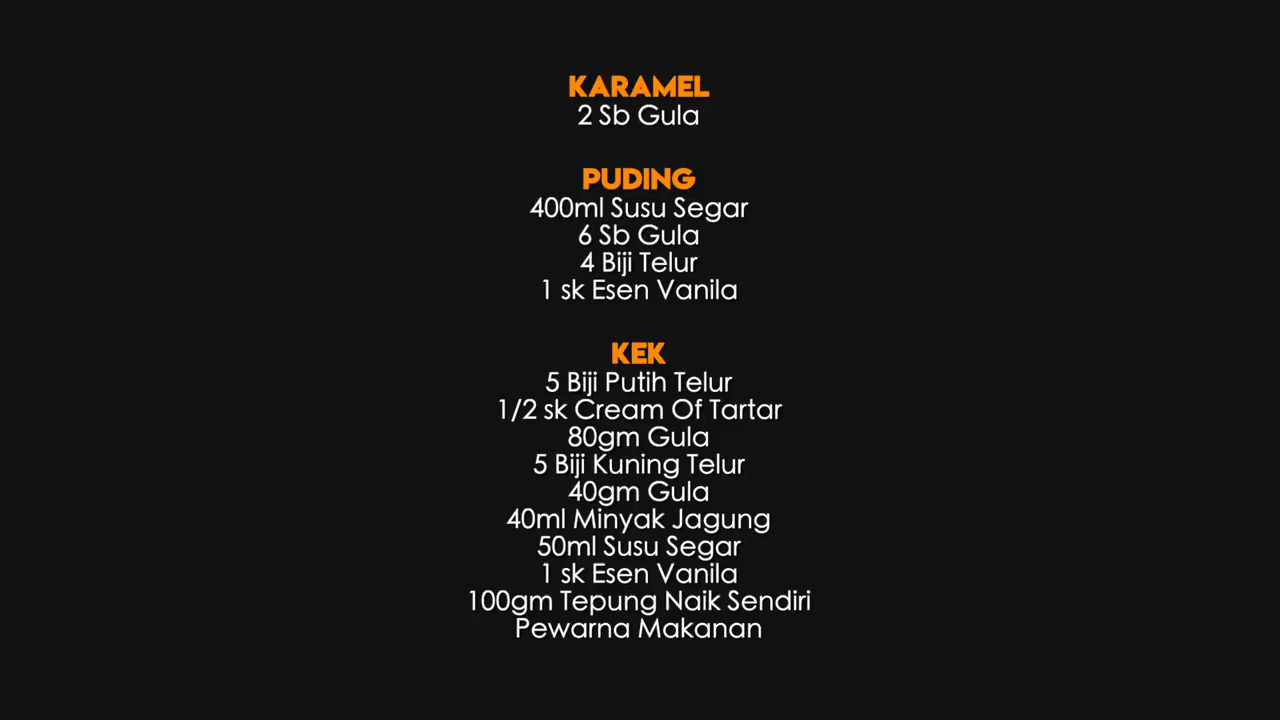 KARAMEL
2 Sb Gula
PUDING
400ml Susu Segar
6 Sb Gula
4 Biji Telur
1 sk Esen Vanila
KEK
5 Biji Putih Telur
1/2 sk Cream Of Tartar
80gm Gula
5 Biji Kuning Telur
40gm Gula
40ml Minyak Jagung
50ml Susu Segar
1 sk Esen Vanila
100gm Tepung Naik Sendiri
Pewarna Makanan